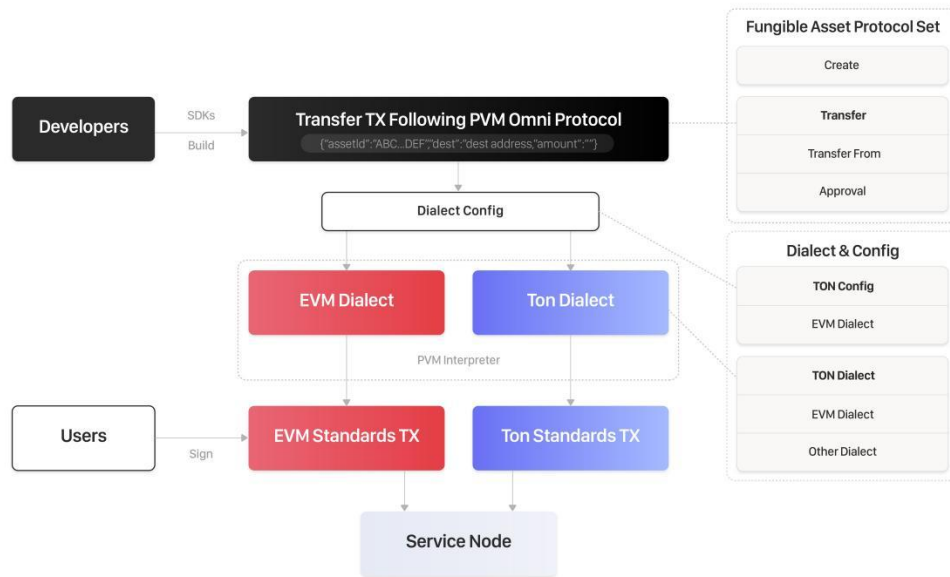 Fungible Asset Protocol Set
Create
Transfer
Transfer From
Approval
Developers
SDKs
Build
Transfer TX Following PVM Omni Protocol
{"assetId":"ABC...DEF","dest":"dest address,"amount":""}
Dialect Config
Dialect & Config
TON Config
EVM Dialect
TON Dialect
EVM Dialect
Other Dialect
EVM Dialect
Ton Dialect
PVM Interpreter
Users
Sign
EVM Standards TX
Ton Standards TX
Service Node